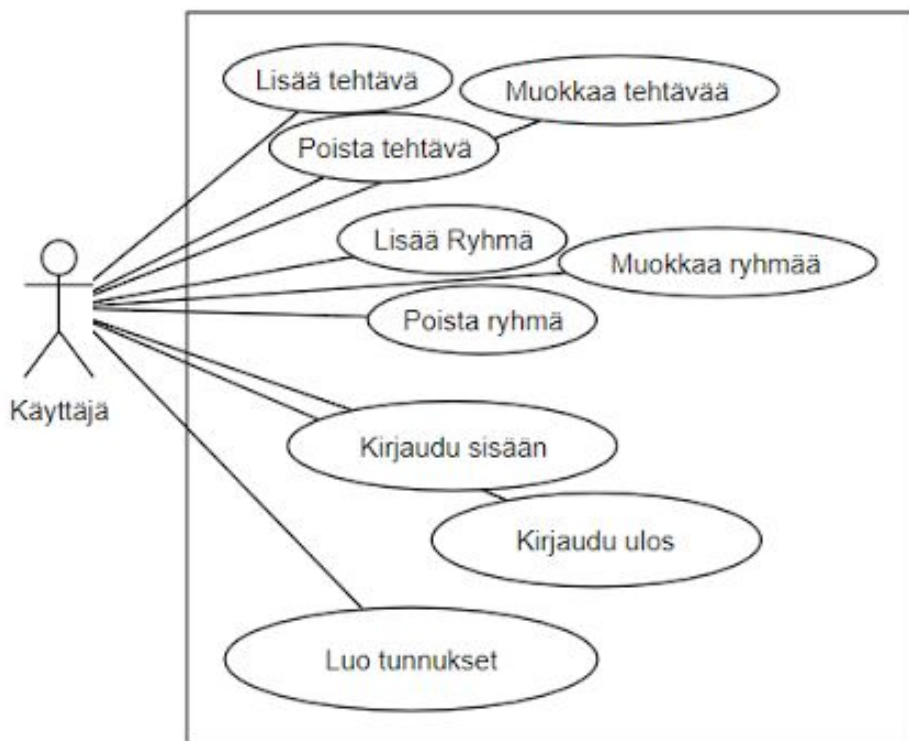 Lisää tehtävä
Muokkaa tehtävää
Poista tehtävä
Lisää Ryhmä
Muokkaa ryhmää
Poista ryhmä
Käyttäjä
Kirjaudu sisään
Kirjaudu ulos
Luo tunnukset